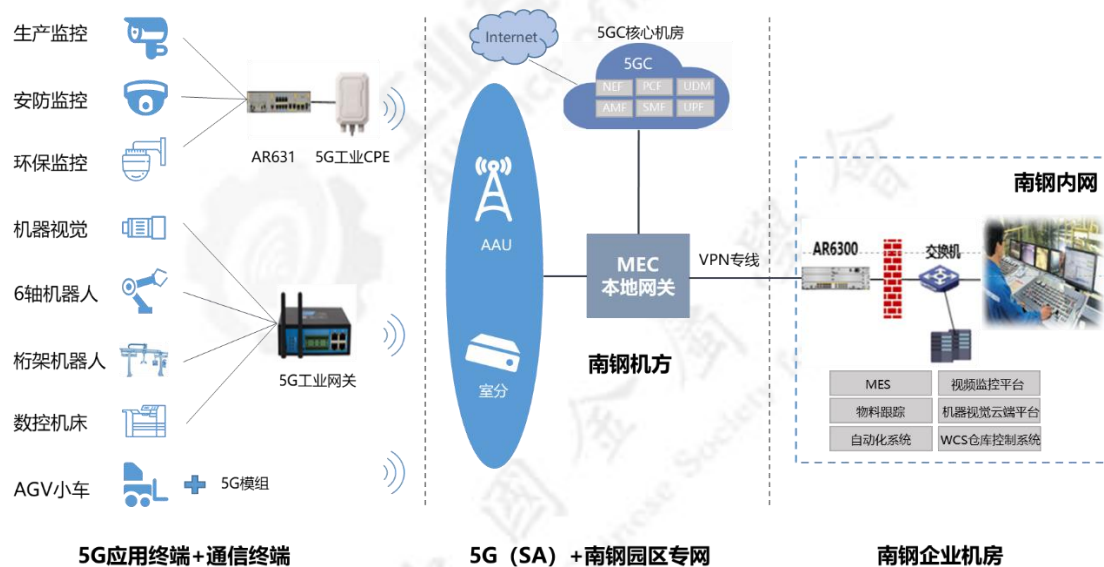 生产监控
安防监控
环保监控
机器视觉
6轴机器人
桁架机器人
数控机床
AGV小车
AR631
5G工业CPE
5G工业网关
5G模组
5G应用终端+通信终端
Internet
5GC核心机房
5GC
NEF PCF UDM
AMF SMF UPF
AAU
室分
MEC
本地网关
VPN专线
南钢机方
5G（SA）+南钢园区专网
南钢内网
AR6300
交换机
MES 视频监控平台
物料跟踪 机器视觉云端平台
自动化系统 WCS仓库控制系统
南钢企业机房